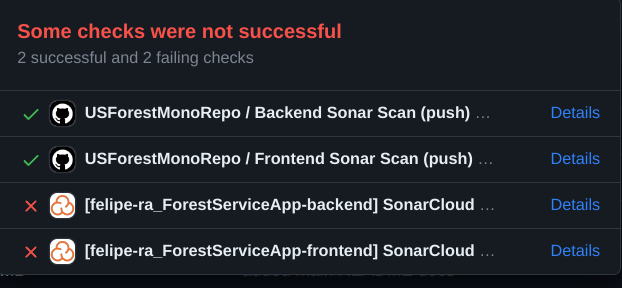 Some checks were not successful
2 successful and 2 failing checks
USForestMonoRepo / Backend Sonar Scan (push) ... Details
USForestMonoRepo / Frontend Sonar Scan (push) ... Details
[felipe-ra_ForestServiceApp-backend] SonarCloud ... Details
[felipe-ra_ForestServiceApp-frontend] SonarCloud ... Details